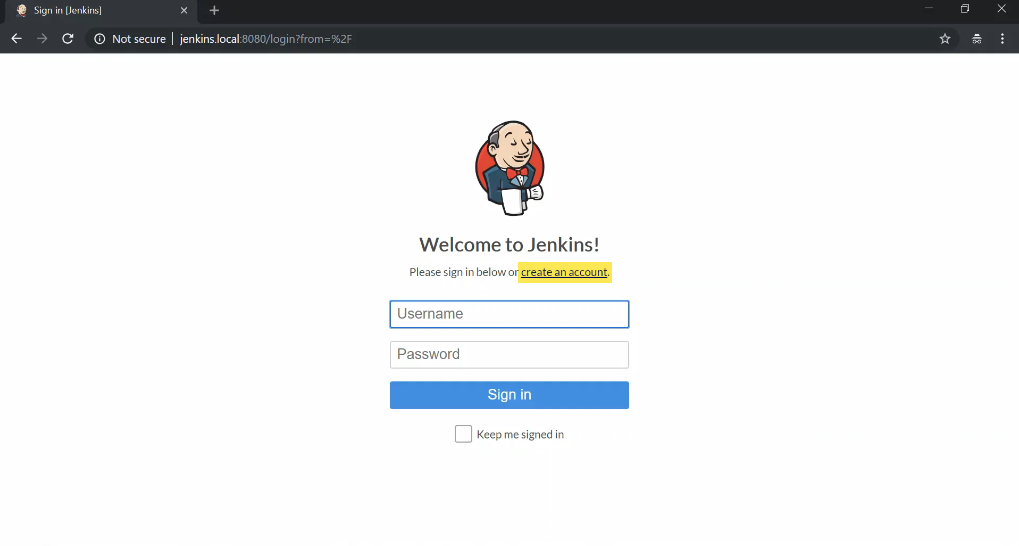 Sign in [Jenkins]
Not secure | jenkins.local:8080/login?from=%2F
Welcome to Jenkins!
Please sign in below or create an account.
Username
Password
Sign in
Keep me signed in